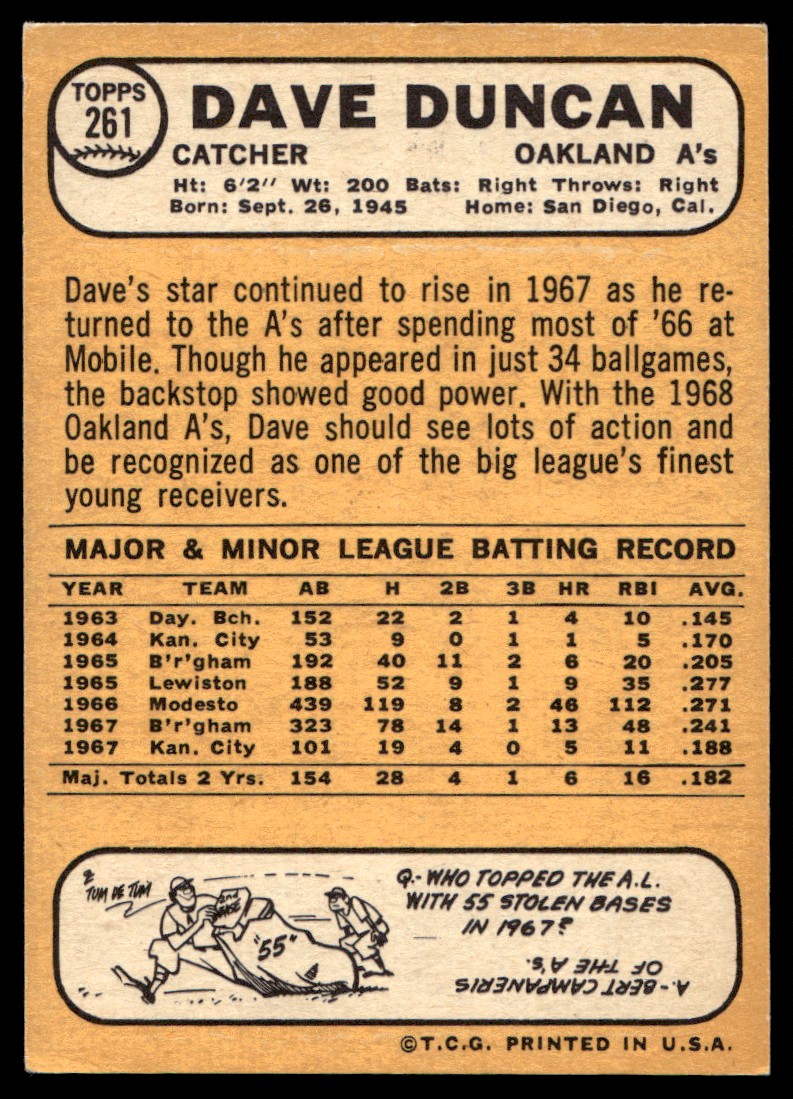 TOPPS
261
DAVE DUNCAN
CATCHER OAKLAND A's
Ht: 6'2" Wt: 200 Bats: Right Throws: Right
Born: Sept. 26, 1945 Home: San Diego, Cal.
Dave's star continued to rise in 1967 as he re-
turned to the A's after spending most of '66 at
Mobile. Though he appeared in just 34 ballgames,
the backstop showed good power. With the 1968
Oakland A's, Dave should see lots of action and
be recognized as one of the big league's finest
young receivers.
MAJOR & MINOR LEAGUE BATTING RECORD
YEAR TEAM AB H 2B 3B HR RBI AVG.
1963 Day. Bch. 152 22 2 1 4 10 .145
1964 Kan. City 53 9 0 1 1 5 .170
1965 B'r'gham 192 40 11 2 6 20 .205
1965 Lewiston 188 52 9 1 9 35 .277
1966 Modesto 439 119 8 2 46 112 .271
1967 B'r'gham 323 78 14 1 13 48 .241
1967 Kan. City 101 19 4 0 5 11 .188
Maj. Totals 2 Yrs. 154 28 4 1 6 16 .182
TUM DE TUM
2nd
BASE
"55"
Q.-WHO TOPPED THE A.L.
WITH 55 STOLEN BASES
IN 1967?
A.-BERT CAMPANERIS
OF THE A'S.
©T.C.G. PRINTED IN U.S.A.